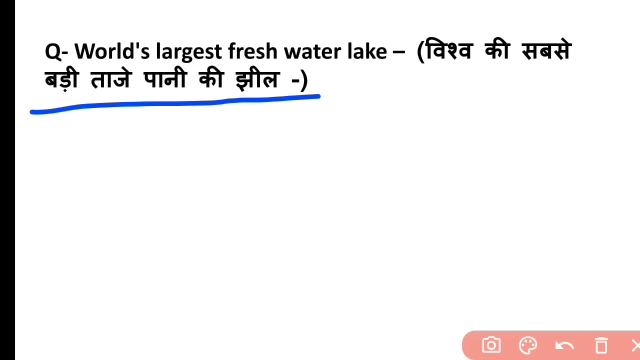 Q- World's largest fresh water lake – (विश्व की सबसे
बड़ी ताजे पानी की झील -)